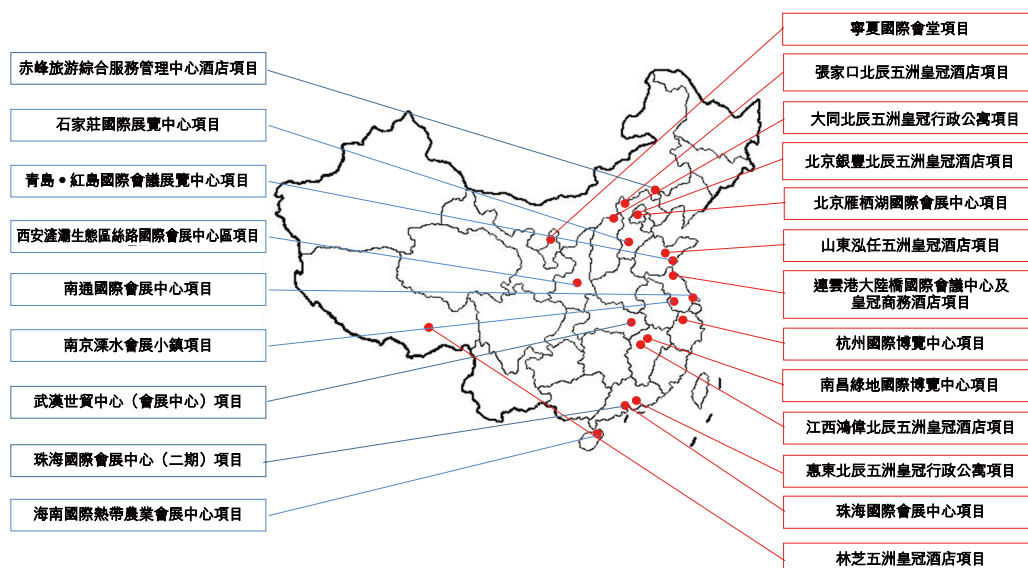 赤峰旅游綜合服務管理中心酒店項目
石家莊國際展覽中心項目
青島•紅島國際會議展覽中心項目
西安滻灞生態區絲路國際會展中心區項目
南通國際會展中心項目
南京溧水會展小鎮項目
武漢世貿中心（會展中心）項目
珠海國際會展中心（二期）項目
海南國際熱帶農業會展中心項目
寧夏國際會堂項目
張家口北辰五洲皇冠酒店項目
大同北辰五洲皇冠行政公寓項目
北京銀豐北辰五洲皇冠酒店項目
北京雁栖湖國際會展中心項目
山東泓任五洲皇冠酒店項目
連雲港大陸橋國際會議中心及
皇冠商務酒店項目
杭州國際博覽中心項目
南昌綠地國際博覽中心項目
江西鴻偉北辰五洲皇冠酒店項目
惠東北辰五洲皇冠行政公寓項目
珠海國際會展中心項目
林芝五洲皇冠酒店項目